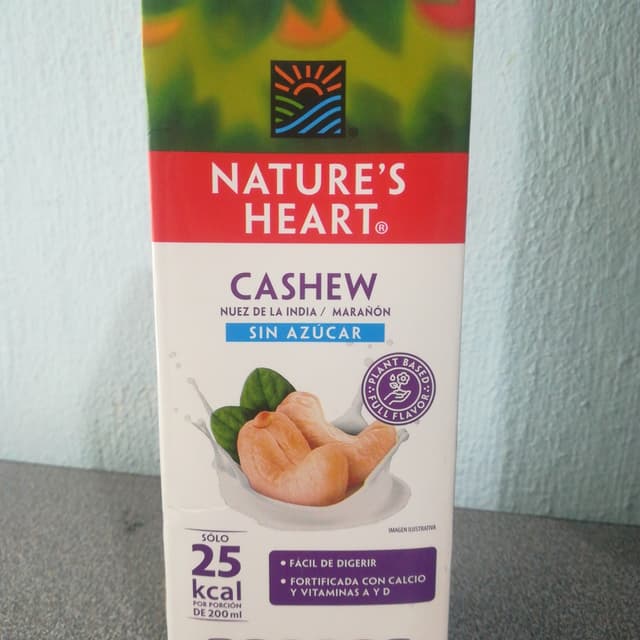 NATURE'S
HEART®
CASHEW
NUEZ DE LA INDIA / MARAÑÓN
SIN AZÚCAR
PLANT BASED
FULL FLAVOR
IMAGEN ILUSTRATIVA
SÓLO
25
kcal
POR PORCIÓN
DE 200 ml
• FÁCIL DE DIGERIR
• FORTIFICADA CON CALCIO
Y VITAMINAS A Y D